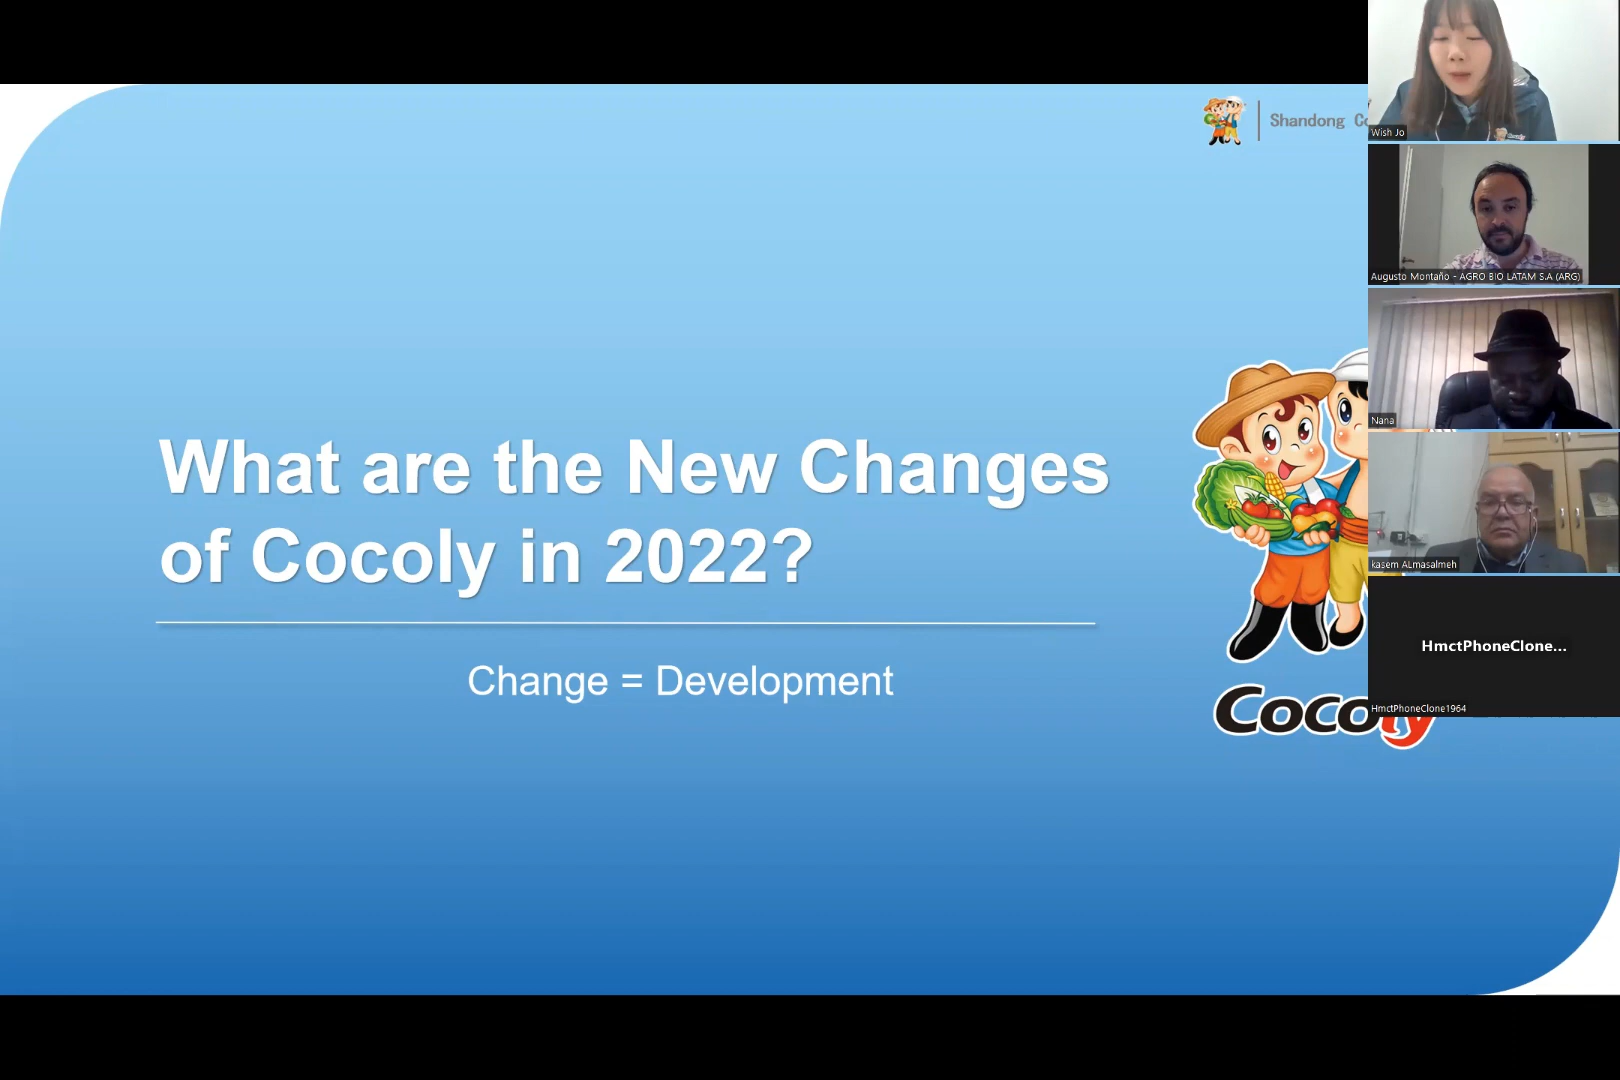 Shandong
What are the New Changes
of Cocoly in 2022?
Change = Development
Cocoly
Wish Jo
Augusto Montaño - AGRO BIO LATAM S.A (ARG)
Nana
kasem ALmasalmeh
HmctPhoneClone...
HmctPhoneClone1964